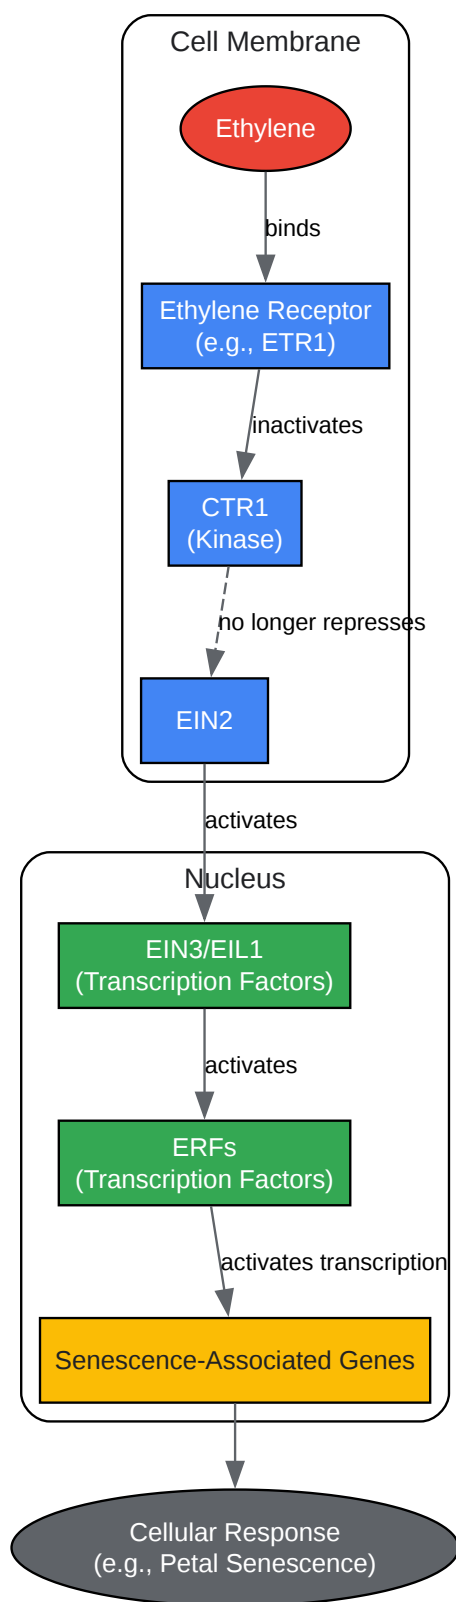 Cell Membrane
Ethylene
binds
Ethylene Receptor
(e.g., ETR1)
inactivates
CTR1
(Kinase)
no longer represses
EIN2
activates
Nucleus
EIN3/EIL1
(Transcription Factors)
activates
ERFs
(Transcription Factors)
activates transcription
Senescence-Associated Genes
Cellular Response
(e.g., Petal Senescence)